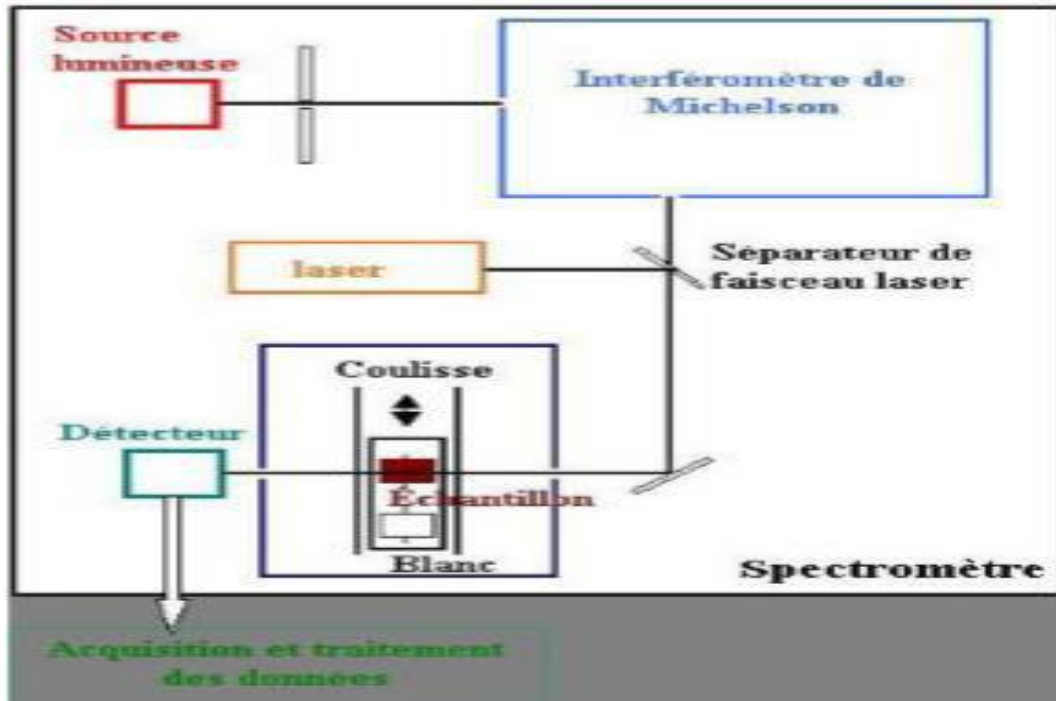 Source
lumineuse
Interféromètre de
Michelson
laser
Séparateur de
faisceau laser
Coulisse
Détecteur
Échantillon
Blanc
Spectromètre
Acquisition et traitement
des données